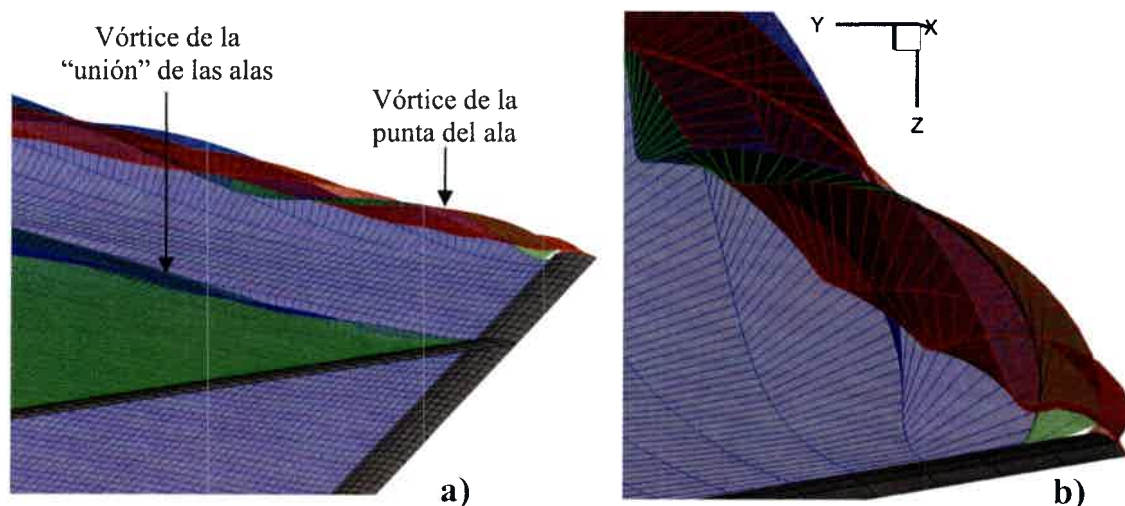 Vórtice de la
“unión” de las alas
Vórtice de la
punta del ala
a)
Y
X
Z
b)